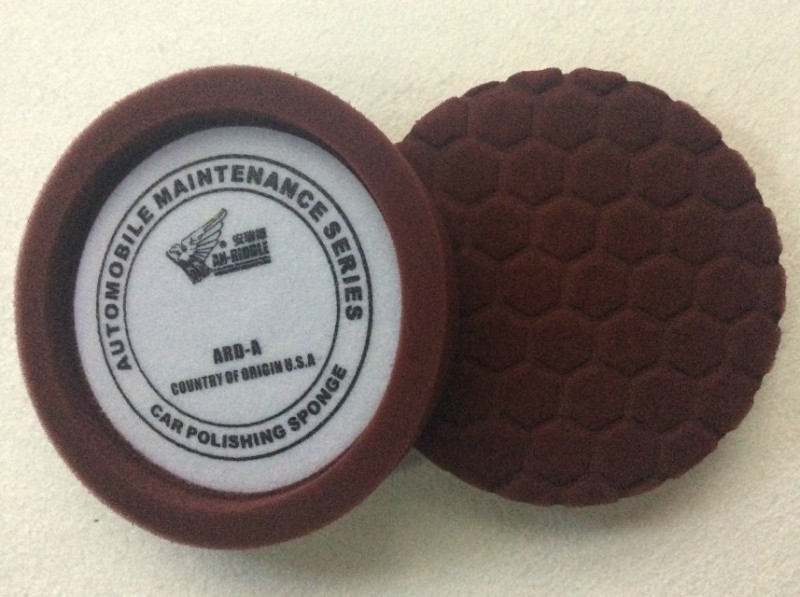 AUTOMOBILE MAINTENANCE SERIES
®
AN-RIDDLE
ARD-A
COUNTRY OF ORIGIN U.S.A
CAR POLISHING SPONGE